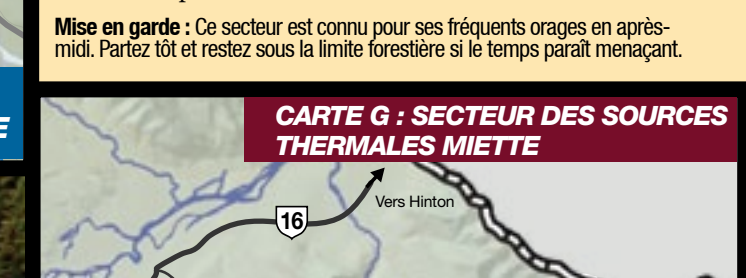 Mise en garde : Ce secteur est connu pour ses fréquents orages en après-
midi. Partez tôt et restez sous la limite forestière si le temps paraît menaçant.
E
CARTE G : SECTEUR DES SOURCES
THERMALES MIETTE
Vers Hinton
16